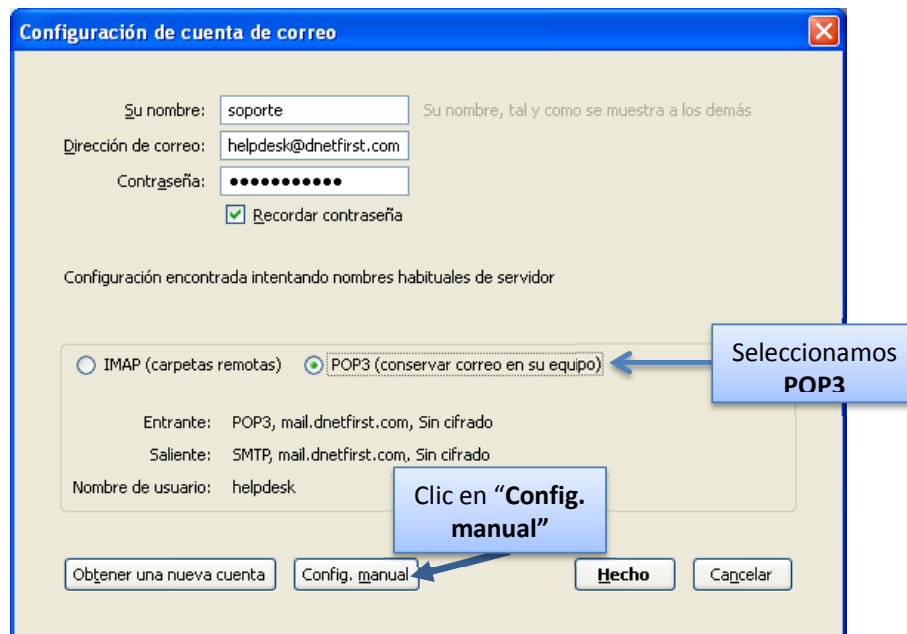 Configuración de cuenta de correo
Su nombre: soporte Su nombre, tal y como se muestra a los demás
Dirección de correo: helpdesk@dnetfirst.com
Contraseña: ●●●●●●●●●●●
Recordar contraseña
Configuración encontrada intentando nombres habituales de servidor
IMAP (carpetas remotas) POP3 (conservar correo en su equipo)
Seleccionamos
POP3
Entrante: POP3, mail.dnetfirst.com, Sin cifrado
Saliente: SMTP, mail.dnetfirst.com, Sin cifrado
Nombre de usuario: helpdesk
Clic en “Config.
manual”
Obtener una nueva cuenta Config. manual Hecho Cancelar